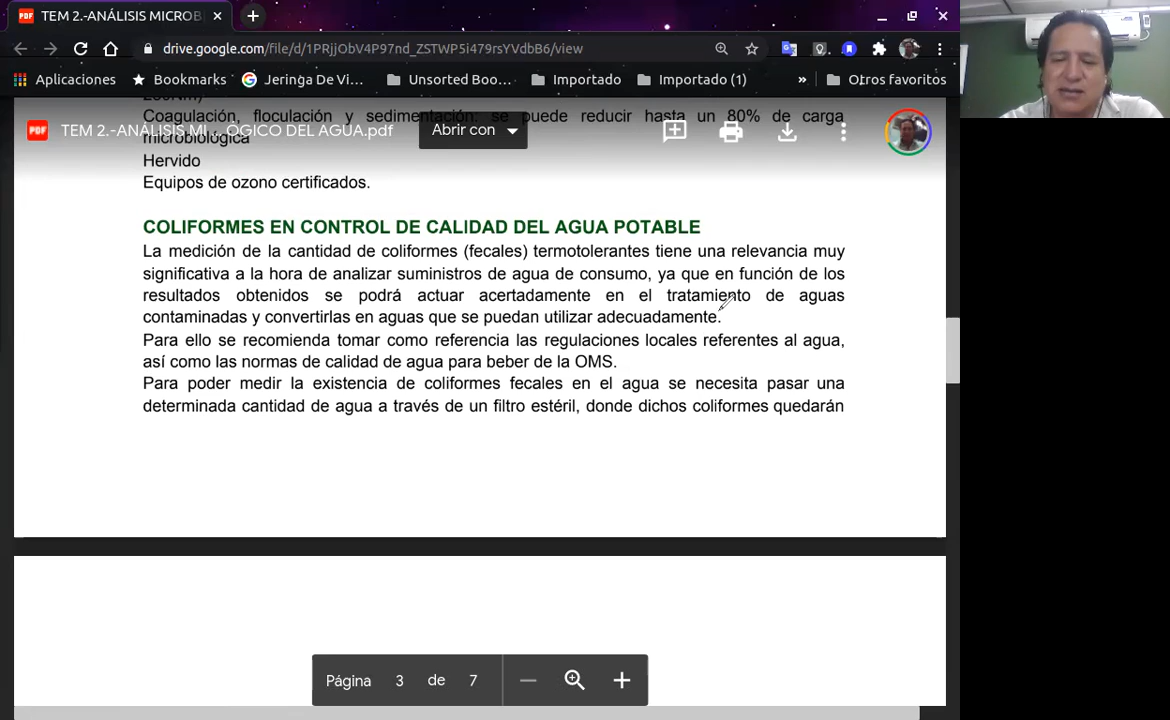 TEM 2.-ANÁLISIS MICROB
drive.google.com/file/d/1PRjjObV4P97nd_ZSTWPSi479rsYVdbB6/view
Aplicaciones Bookmarks Jeringa De Vi... Unsorted Boo... Importado Importado (1) » Otros favoritos
Coagulación, floculación y sedimentación: se puede reducir hasta un 80% de carga
TEM 2.-ANÁLISIS MI ... ÓGICO DEL AGUA.pdf
Abrir con
microbiológica
Hervido
Equipos de ozono certificados.
COLIFORMES EN CONTROL DE CALIDAD DEL AGUA POTABLE
La medición de la cantidad de coliformes (fecales) termotolerantes tiene una relevancia muy
significativa a la hora de analizar suministros de agua de consumo, ya que en función de los
resultados obtenidos se podrá actuar acertadamente en el tratamiento de aguas
contaminadas y convertirlas en aguas que se puedan utilizar adecuadamente.
Para ello se recomienda tomar como referencia las regulaciones locales referentes al agua,
así como las normas de calidad de agua para beber de la OMS.
Para poder medir la existencia de coliformes fecales en el agua se necesita pasar una
determinada cantidad de agua a través de un filtro estéril, donde dichos coliformes quedarán
Página 3 de 7